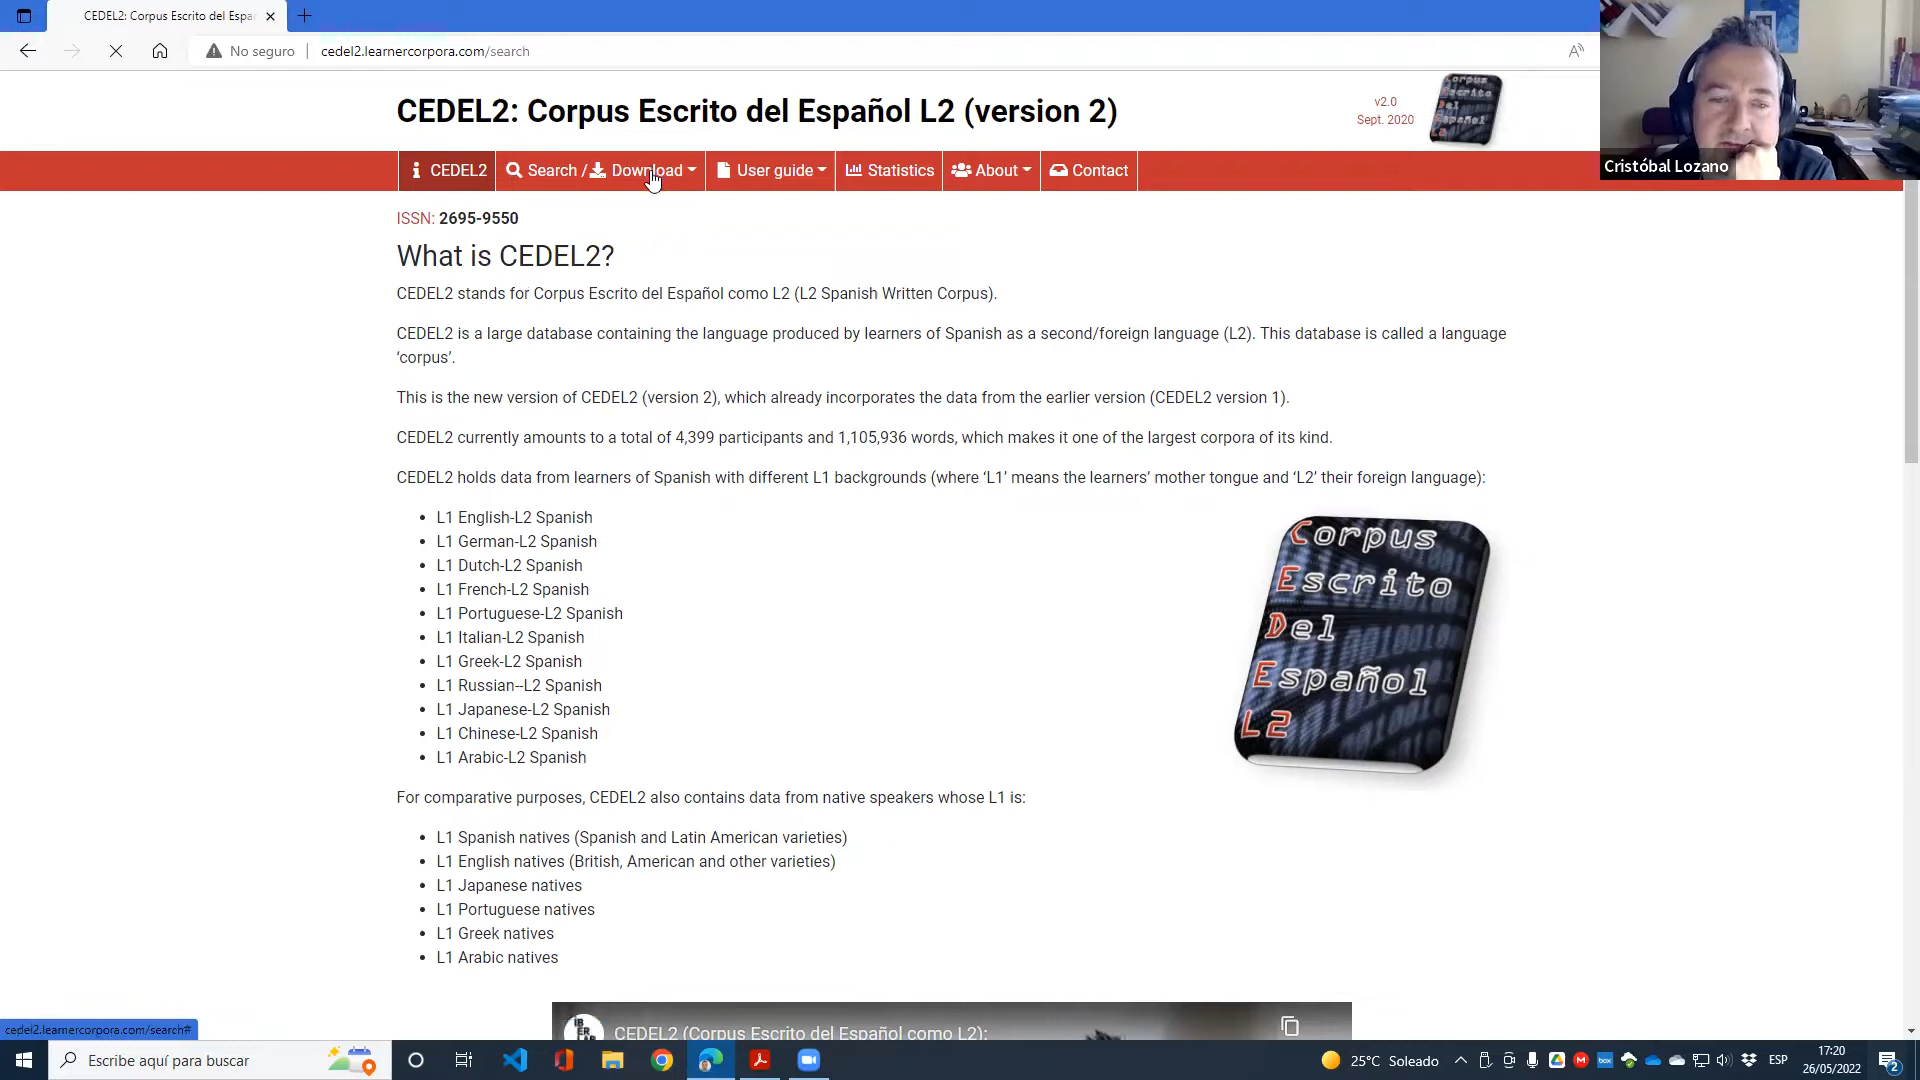 CEDEL2: Corpus Escrito del Espa
No seguro
cedel2.learnercorpora.com/search
CEDEL2: Corpus Escrito del Español L2 (version 2)
v2.0
Sept. 2020
Corpus
Escrito
Del
Español
L2
Cristóbal Lozano
CEDEL2
Search / Download
User guide
Statistics
About
Contact
ISSN: 2695-9550
What is CEDEL2?
CEDEL2 stands for Corpus Escrito del Español como L2 (L2 Spanish Written Corpus).
CEDEL2 is a large database containing the language produced by learners of Spanish as a second/foreign language (L2). This database is called a language
‘corpus’.
This is the new version of CEDEL2 (version 2), which already incorporates the data from the earlier version (CEDEL2 version 1).
CEDEL2 currently amounts to a total of 4,399 participants and 1,105,936 words, which makes it one of the largest corpora of its kind.
CEDEL2 holds data from learners of Spanish with different L1 backgrounds (where ‘L1’ means the learners’ mother tongue and ‘L2’ their foreign language):
• L1 English-L2 Spanish
• L1 German-L2 Spanish
• L1 Dutch-L2 Spanish
• L1 French-L2 Spanish
• L1 Portuguese-L2 Spanish
• L1 Italian-L2 Spanish
• L1 Greek-L2 Spanish
• L1 Russian--L2 Spanish
• L1 Japanese-L2 Spanish
• L1 Chinese-L2 Spanish
• L1 Arabic-L2 Spanish
Corpus
Escrito
Del
Español
L2
For comparative purposes, CEDEL2 also contains data from native speakers whose L1 is:
• L1 Spanish natives (Spanish and Latin American varieties)
• L1 English natives (British, American and other varieties)
• L1 Japanese natives
• L1 Portuguese natives
• L1 Greek natives
• L1 Arabic natives
CEDEL2 (Corpus Escrito del Español como L2):
cedel2.learnercorpora.com/search#
Escribe aquí para buscar
25°C Soleado
ESP
17:20
26/05/2022
2